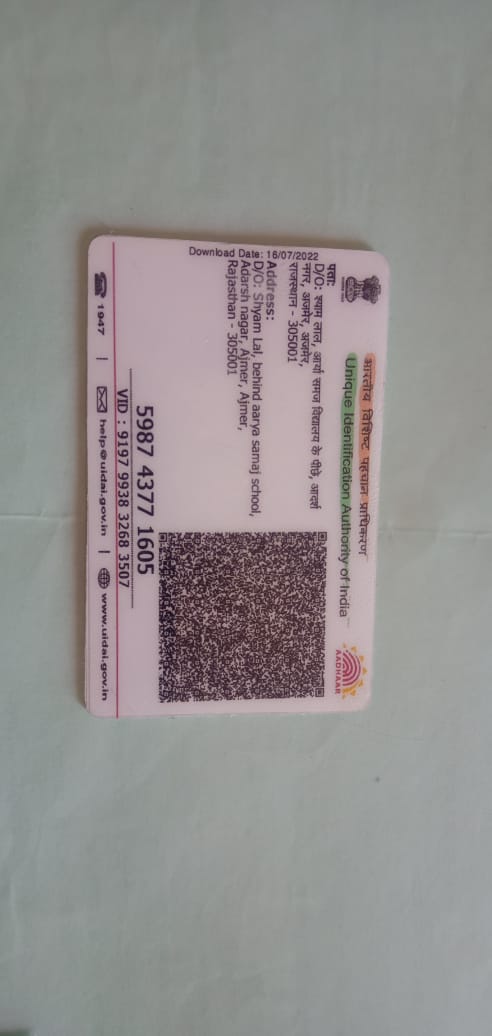 भारतीय विशिष्ट पहचान प्राधिकरण
Unique Identification Authority of India
AADHAAR
Download Date: 16/07/2022
पता:
D/O: श्याम लाल, आर्या समज विद्यालय के पीछे, आदर्श
नगर, अजमेर, अजमेर,
राजस्थान - 305001
Address:
D/O: Shyam Lal, behind aarya samaj school,
Adarsh nagar, Ajmer, Ajmer,
Rajasthan - 305001
5987 4377 1605
VID : 9197 9938 3268 3507
1947 | help@uidai.gov.in | www.uidai.gov.in